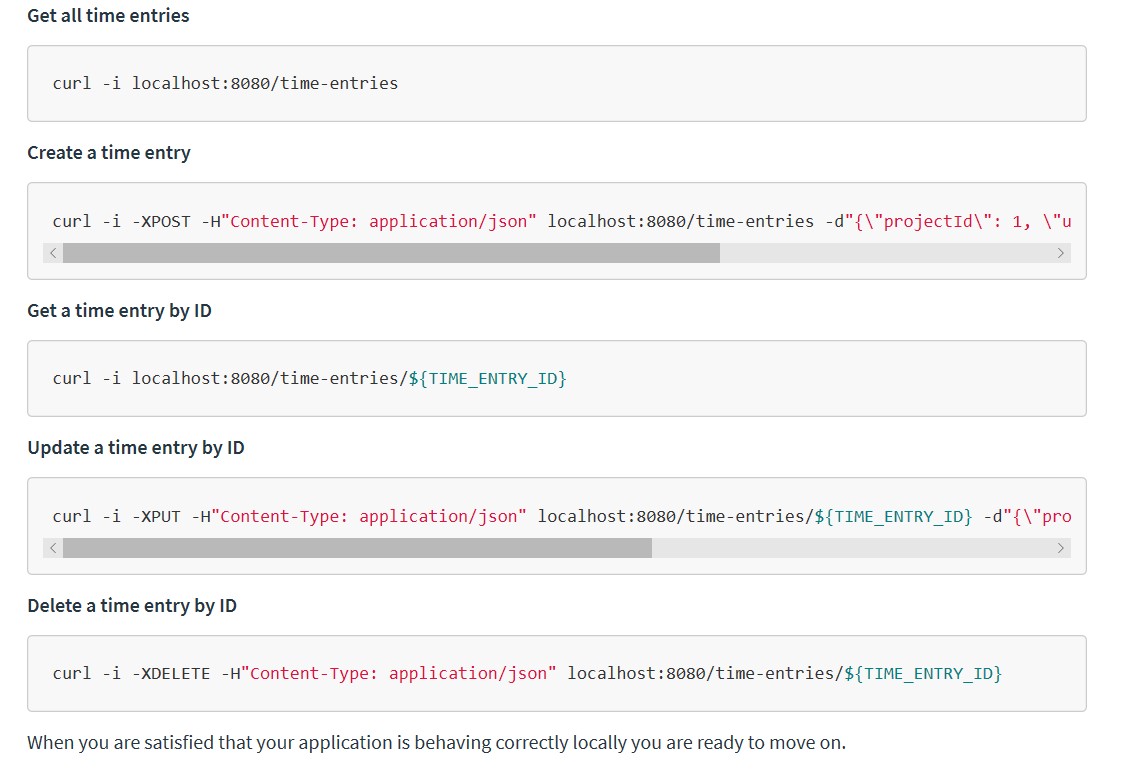 Get all time entries
curl -i localhost:8080/time-entries
Create a time entry
curl -i -XPOST -H"Content-Type: application/json" localhost:8080/time-entries -d"{\"projectId\": 1, \"u
Get a time entry by ID
curl -i localhost:8080/time-entries/${TIME_ENTRY_ID}
Update a time entry by ID
curl -i -XPUT -H"Content-Type: application/json" localhost:8080/time-entries/${TIME_ENTRY_ID} -d"{\"pro
Delete a time entry by ID
curl -i -XDELETE -H"Content-Type: application/json" localhost:8080/time-entries/${TIME_ENTRY_ID}
When you are satisfied that your application is behaving correctly locally you are ready to move on.